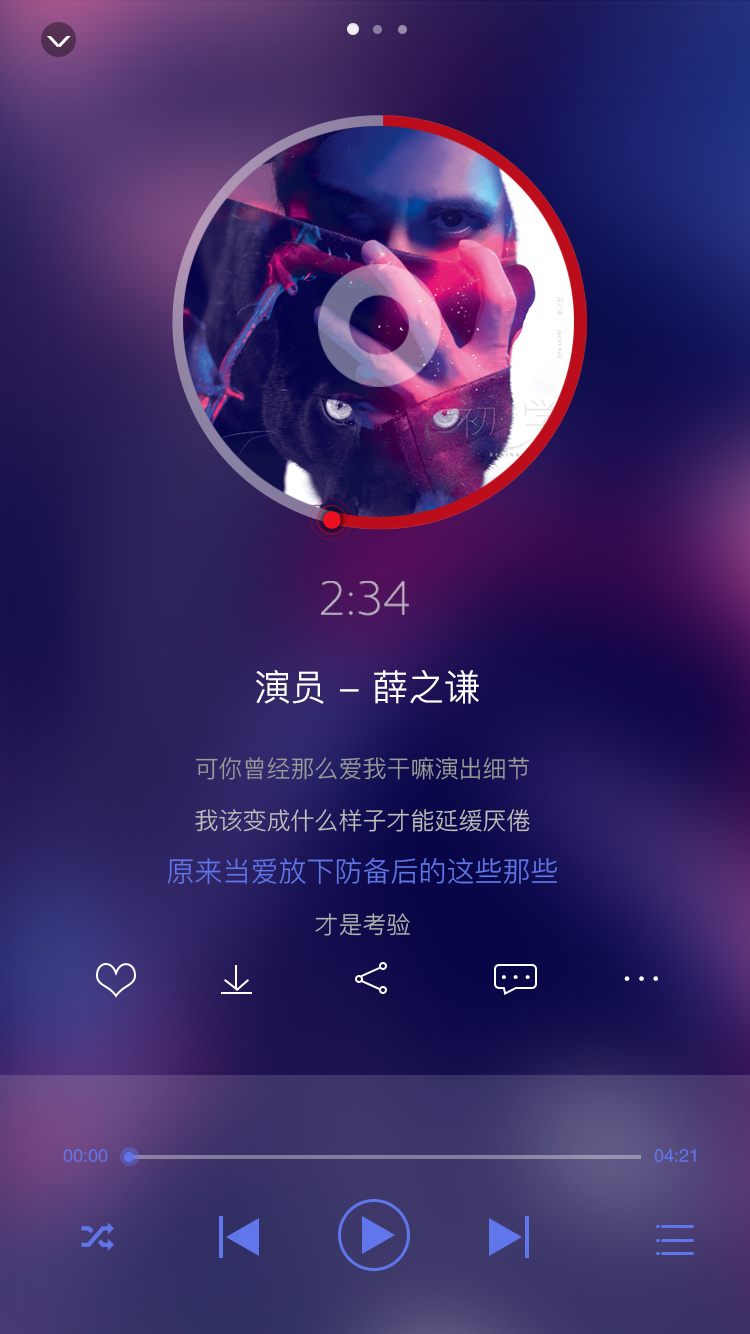 初 学
2:34
演员 – 薛之谦
可你曾经那么爱我干嘛演出细节
我该变成什么样子才能延缓厌倦
原来当爱放下防备后的这些那些
才是考验
00:00 04:21